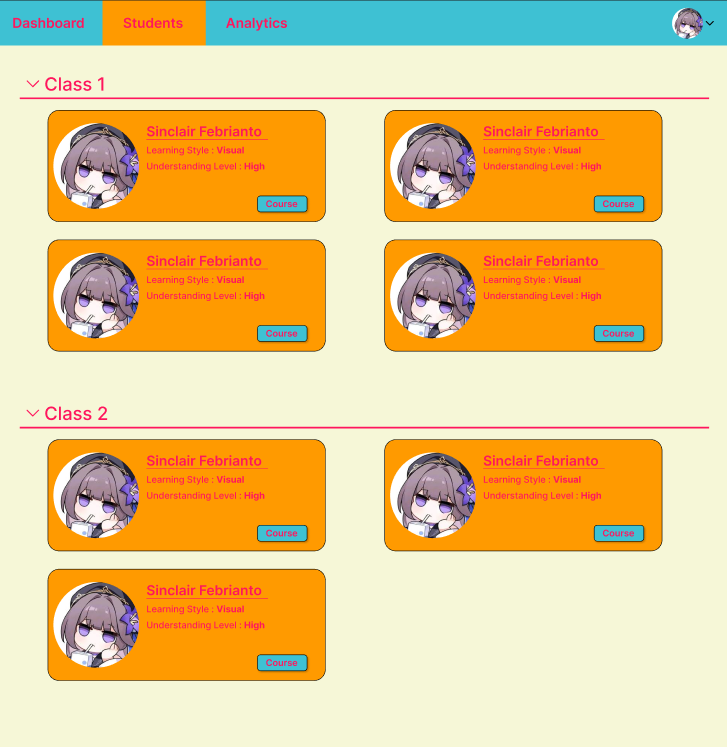 Dashboard Students Analytics
Class 1
Sinclair Febrianto
Learning Style : Visual
Understanding Level : High
Course
Sinclair Febrianto
Learning Style : Visual
Understanding Level : High
Course
Sinclair Febrianto
Learning Style : Visual
Understanding Level : High
Course
Sinclair Febrianto
Learning Style : Visual
Understanding Level : High
Course
Class 2
Sinclair Febrianto
Learning Style : Visual
Understanding Level : High
Course
Sinclair Febrianto
Learning Style : Visual
Understanding Level : High
Course
Sinclair Febrianto
Learning Style : Visual
Understanding Level : High
Course